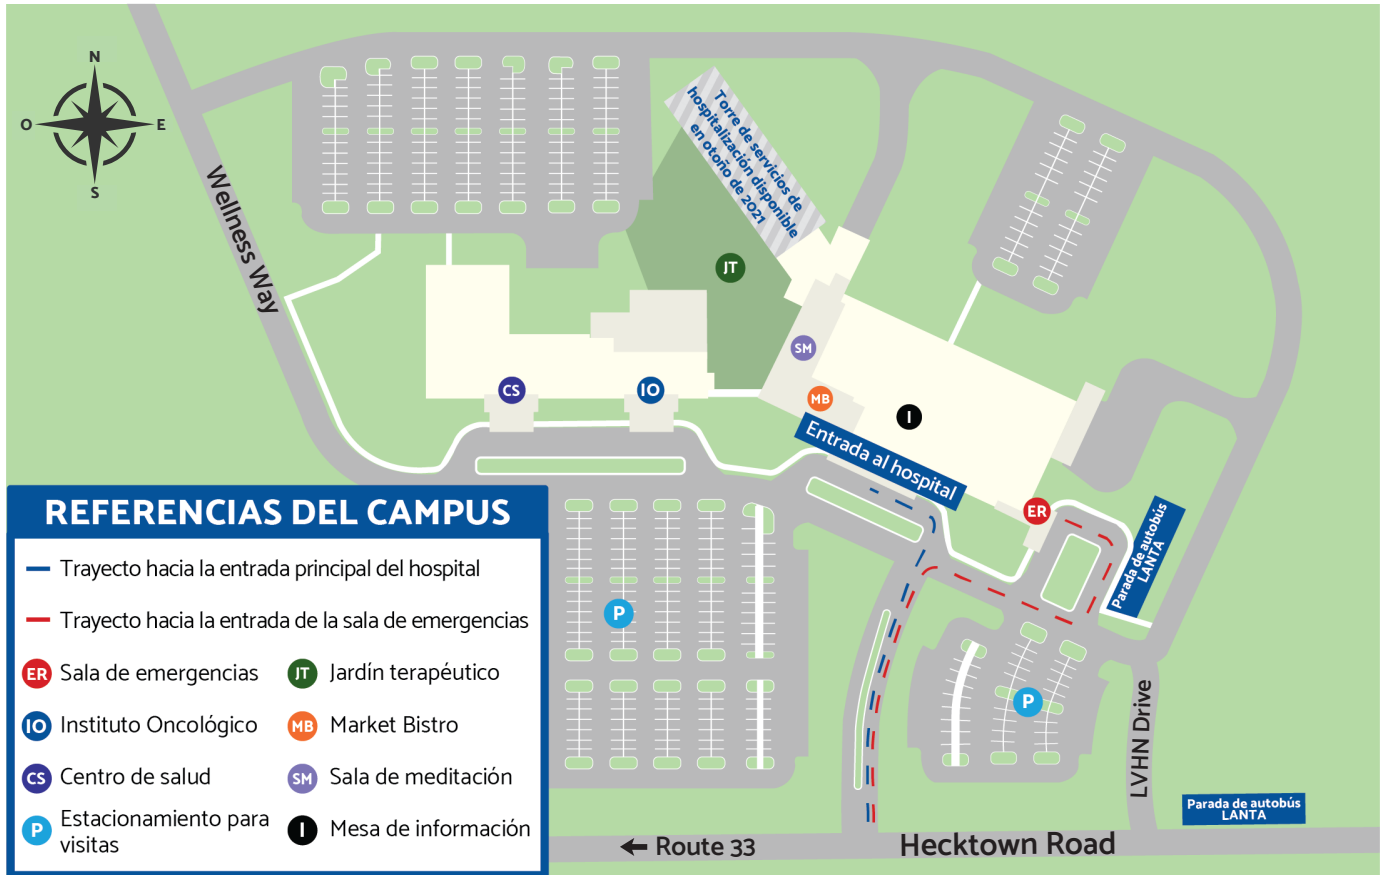 N
O
E
S
Wellness Way
Torre de servicios de
hospitalización disponible
en otoño de 2021
JT
SM
CS
IO
MB
I
Entrada al hospital
ER
Parada de autobús
LANTA
P
P
LVHN Drive
Parada de autobús
LANTA
← Route 33
Hecktown Road
REFERENCIAS DEL CAMPUS
Trayecto hacia la entrada principal del hospital
Trayecto hacia la entrada de la sala de emergencias
ER Sala de emergencias
IO Instituto Oncológico
CS Centro de salud
P Estacionamiento para
visitas
JT Jardín terapéutico
MB Market Bistro
SM Sala de meditación
I Mesa de información